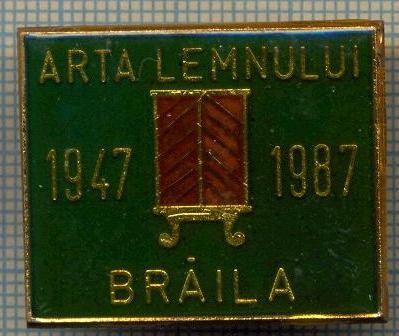 ARTA LEMNULUI
1947 1987
BRĂILA